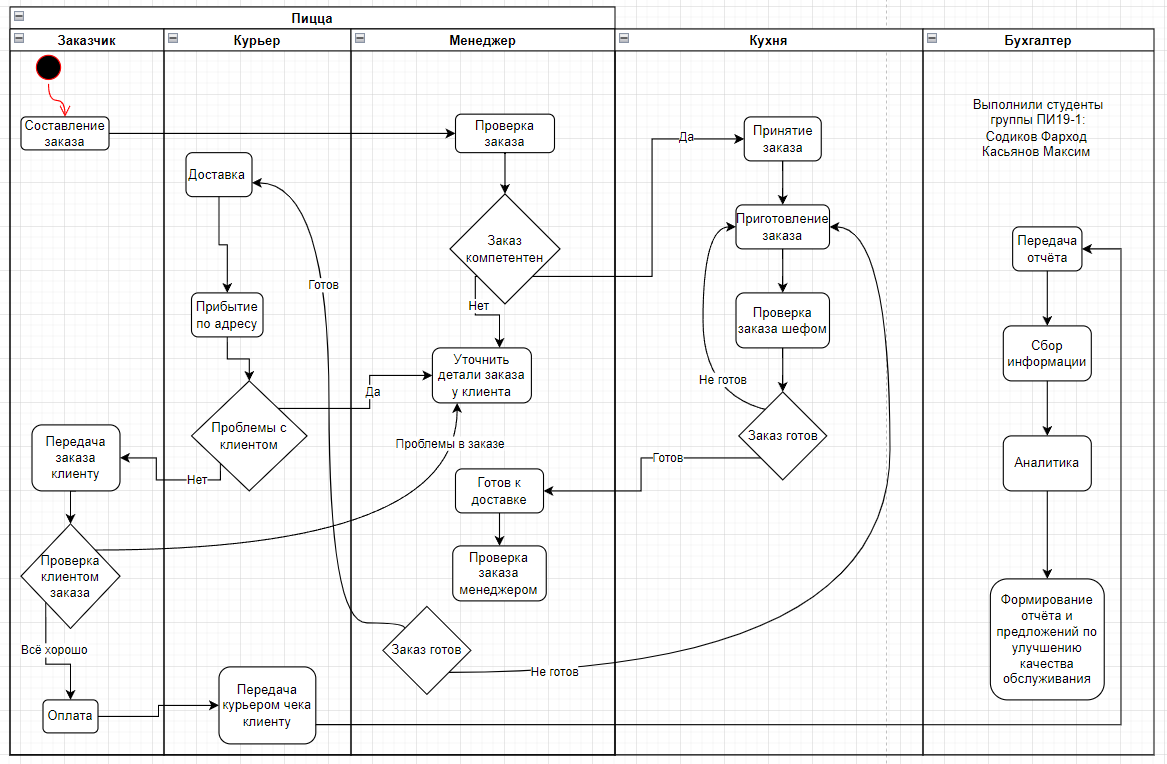 Пицца
Заказчик
Курьер
Менеджер
Кухня
Бухгалтер
Составление
заказа
Проверка
заказа
Да
Принятие
заказа
Выполнили студенты
группы ПИ19-1:
Содиков Фарход
Касьянов Максим
Доставка
Заказ
компетентен
Приготовление
заказа
Передача
отчёта
Готов
Нет
Прибытие
по адресу
Проверка
заказа шефом
Уточнить
детали заказа
у клиента
Сбор
информации
Да
Не готов
Проблемы с
клиентом
Проблемы в заказе
Заказ готов
Готов
Передача
заказа
клиенту
Нет
Готов к
доставке
Аналитика
Проверка
клиентом
заказа
Проверка
заказа
менеджером
Всё хорошо
Заказ готов
Не готов
Формирование
отчёта и
предложений по
улучшению
качества
обслуживания
Оплата
Передача
курьером чека
клиенту